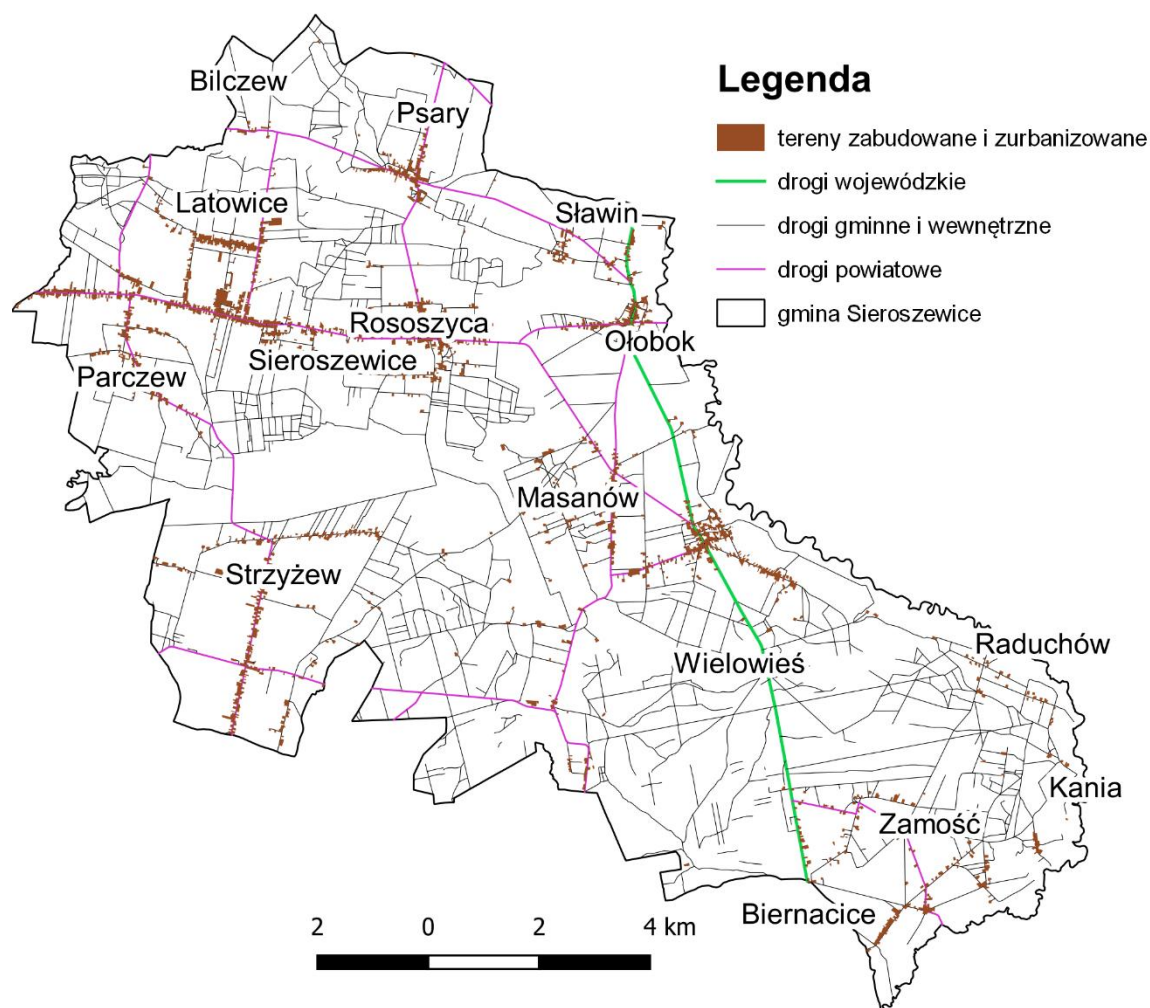 Bilczew
Psary
Latowice
Sławin
Rososzyca
Sieroszewice
Ołobok
Parczew
Masanów
Strzyżew
Wielowieś
Raduchów
Kania
Zamość
Biernacice
Legenda
tereny zabudowane i zurbanizowane
drogi wojewódzkie
drogi gminne i wewnętrzne
drogi powiatowe
gmina Sieroszewice
2 0 2 4 km